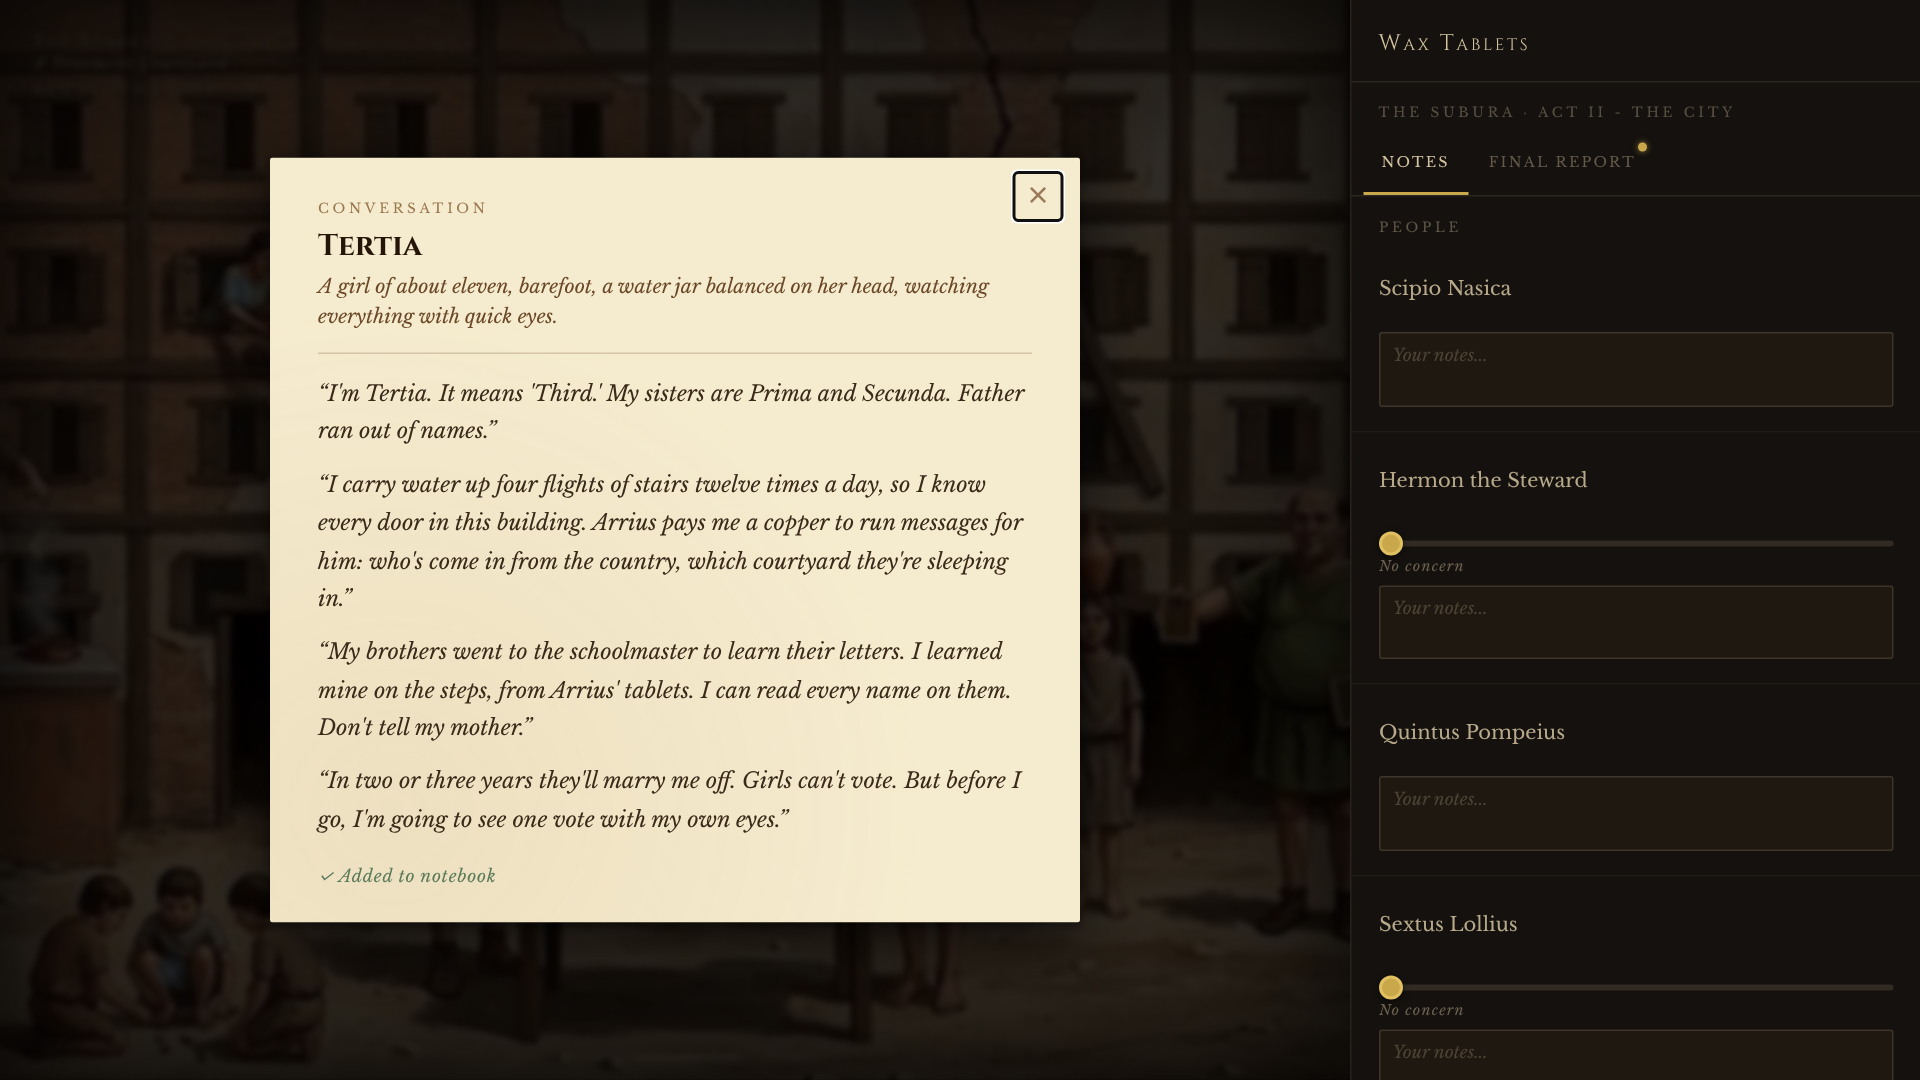 CONVERSATION
TERTIA
A girl of about eleven, barefoot, a water jar balanced on her head, watching
everything with quick eyes.
“I'm Tertia. It means 'Third.' My sisters are Prima and Secunda. Father
ran out of names.”
“I carry water up four flights of stairs twelve times a day, so I know
every door in this building. Arrius pays me a copper to run messages for
him: who's come in from the country, which courtyard they're sleeping
in.”
“My brothers went to the schoolmaster to learn their letters. I learned
mine on the steps, from Arrius' tablets. I can read every name on them.
Don't tell my mother.”
“In two or three years they'll marry me off. Girls can't vote. But before I
go, I'm going to see one vote with my own eyes.”
✓ Added to notebook
WAX TABLETS
THE SUBURA · ACT II - THE CITY
NOTES
FINAL REPORT
PEOPLE
Scipio Nasica
Your notes...
Hermon the Steward
No concern
Your notes...
Quintus Pompeius
Your notes...
Sextus Lollius
No concern
Your notes...